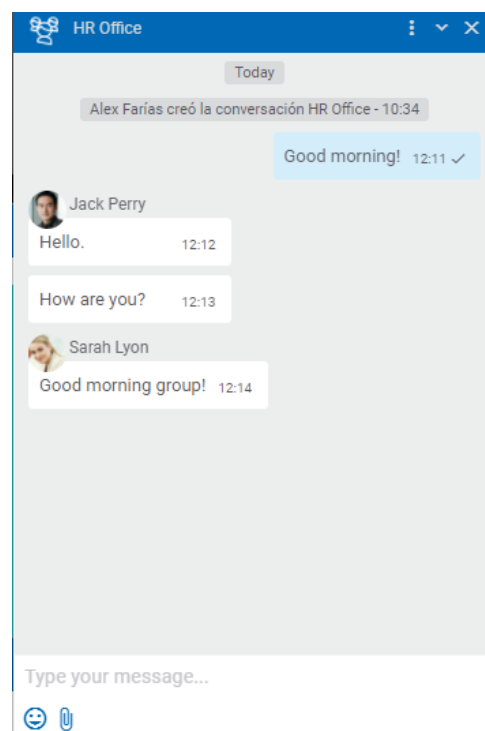 HR Office
Today
Alex Farías creó la conversación HR Office - 10:34
Good morning! 12:11
Jack Perry
Hello. 12:12
How are you? 12:13
Sarah Lyon
Good morning group! 12:14
Type your message...